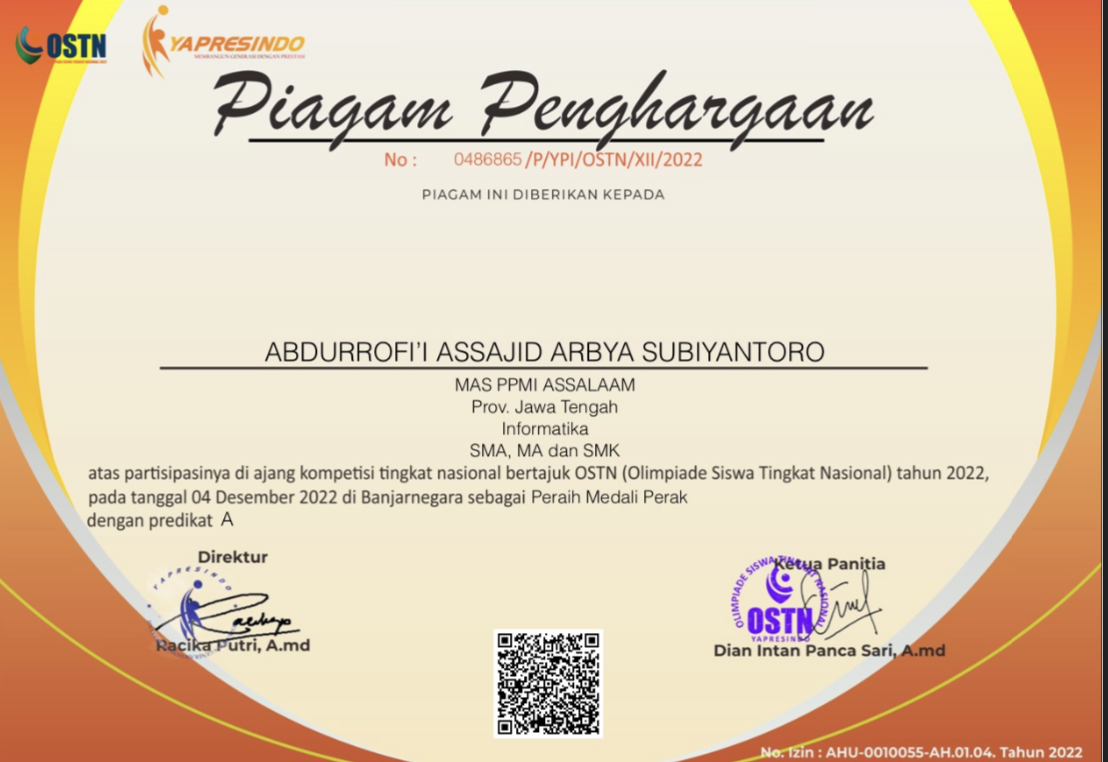 OSTN
YAPRESINDO
MEMBANGUN GENERASI DENGAN PRESTASI
Piagam Penghargaan
No : 0486865 /P/YPI/OSTN/XII/2022
PIAGAM INI DIBERIKAN KEPADA
ABDURROFI'I ASSAJID ARBYA SUBIYANTORO
MAS PPMI ASSALAAM
Prov. Jawa Tengah
Informatika
SMA, MA dan SMK
atas partisipasinya di ajang kompetisi tingkat nasional bertajuk OSTN (Olimpiade Siswa Tingkat Nasional) tahun 2022,
pada tanggal 04 Desember 2022 di Banjarnegara sebagai Peraih Medali Perak
dengan predikat A
Direktur
YAPRESINDO
Racika Putri, A.md
Ketua Panitia
OLIMPIADE SISWA TINGKAT NASIONAL
OSTN
YAPRESINDO
Dian Intan Panca Sari, A.md
No. Izin : AHU-0010055-AH.01.04. Tahun 2022